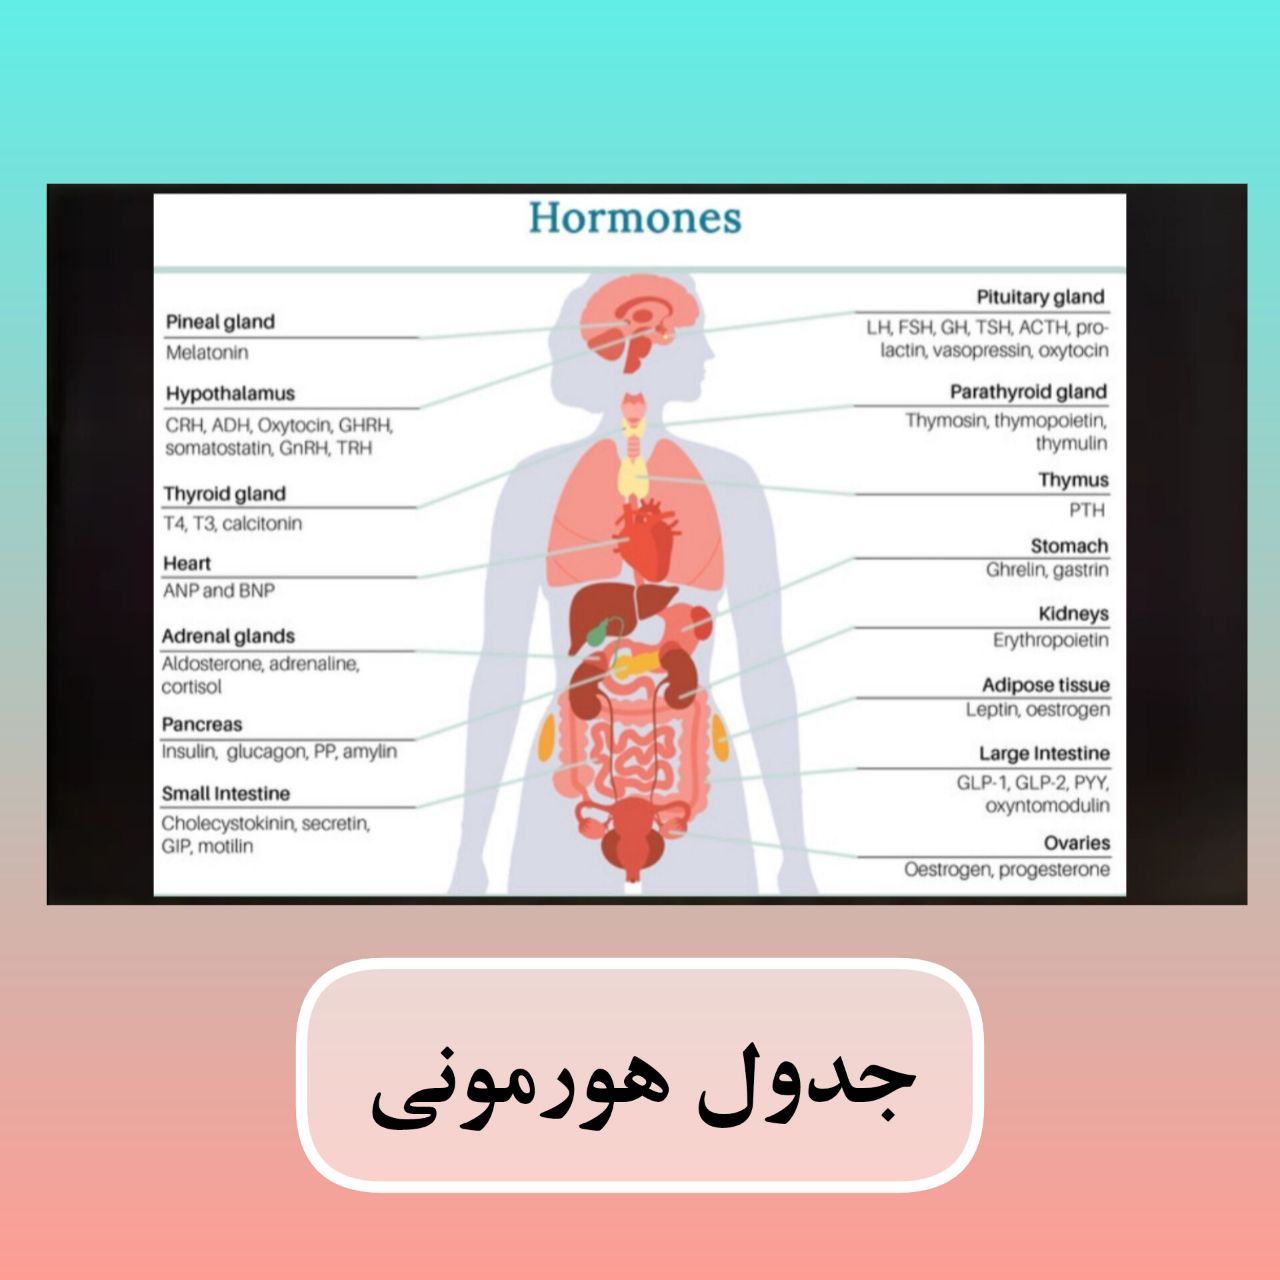 Hormones
Pineal gland
Melatonin
Hypothalamus
CRH, ADH, Oxytocin, GHRH,
somatostatin, GnRH, TRH
Thyroid gland
T4, T3, calcitonin
Heart
ANP and BNP
Adrenal glands
Aldosterone, adrenaline,
cortisol
Pancreas
Insulin, glucagon, PP, amylin
Small Intestine
Cholecystokinin, secretin,
GIP, motilin
Pituitary gland
LH, FSH, GH, TSH, ACTH, pro-
lactin, vasopressin, oxytocin
Parathyroid gland
Thymosin, thymopoietin,
thymulin
Thymus
PTH
Stomach
Ghrelin, gastrin
Kidneys
Erythropoietin
Adipose tissue
Leptin, oestrogen
Large Intestine
GLP-1, GLP-2, PYY,
oxyntomodulin
Ovaries
Oestrogen, progesterone
جدول هورمونی